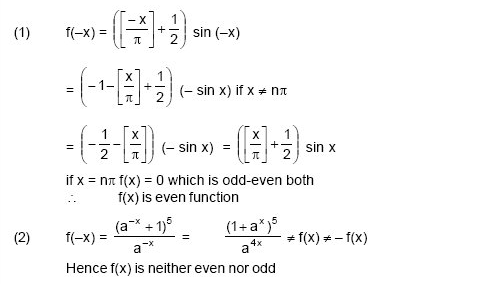 (1) f(–x) = ([–x/π] + 1/2) sin (–x)
= (–1–[x/π] + 1/2) (– sin x) if x ≠ nπ
= (–1/2 – [x/π]) (– sin x) = ([x/π] + 1/2) sin x
if x = nπ f(x) = 0 which is odd-even both
∴ f(x) is even function
(2) f(–x) = (a^–x + 1)^5 / a^–x = (1+ a^x)^5 / a^4x ≠ f(x) ≠ – f(x)
Hence f(x) is neither even nor odd